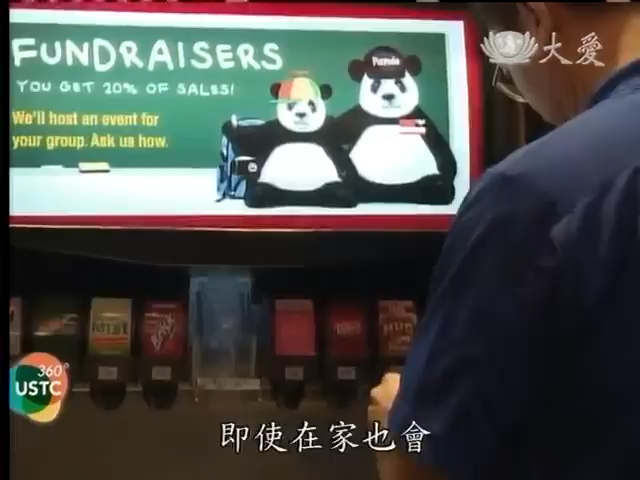 大愛
FUNDRAISERS
YOU GET 20% OF SALES!
We'll host an event for
your group. Ask us how.
Panda
360°
USTC
即使在家也會